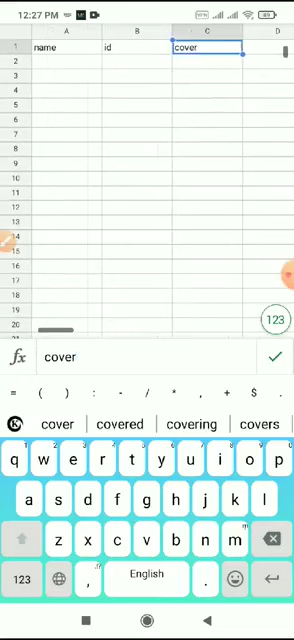 12:27 PM
A B C D
1 name id cover
2
3
4
5
6
7
8
9
10
11
12
13
14
15
16
17
18
19
20
123
fx cover
= ( ) : - / * , + $ .
K cover covered covering covers
q w e r t y u i o p
a s d f g h j k l
z x c v b n m
123 , English .